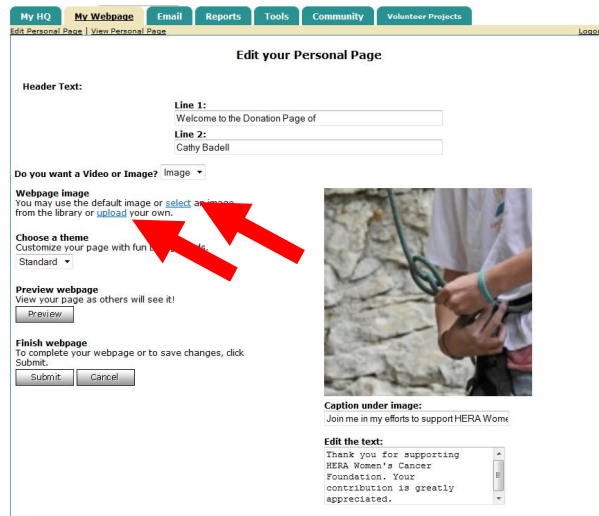 My HQ My Webpage Email Reports Tools Community Volunteer Projects
Edit Personal Page | View Personal Page
Edit your Personal Page
Header Text:
Line 1:
Welcome to the Donation Page of
Line 2:
Cathy Badell
Do you want a Video or Image? Image
Webpage image
You may use the default image or select an image
from the library or upload your own.
Choose a theme
Customize your page with fun
Standard
Preview webpage
View your page as others will see it!
Preview
Finish webpage
To complete your webpage or to save changes, click
Submit.
Submit Cancel
Caption under image:
Join me in my efforts to support HERA Wome
Edit the text:
Thank you for supporting
HERA Women's Cancer
Foundation. Your
contribution is greatly
appreciated.